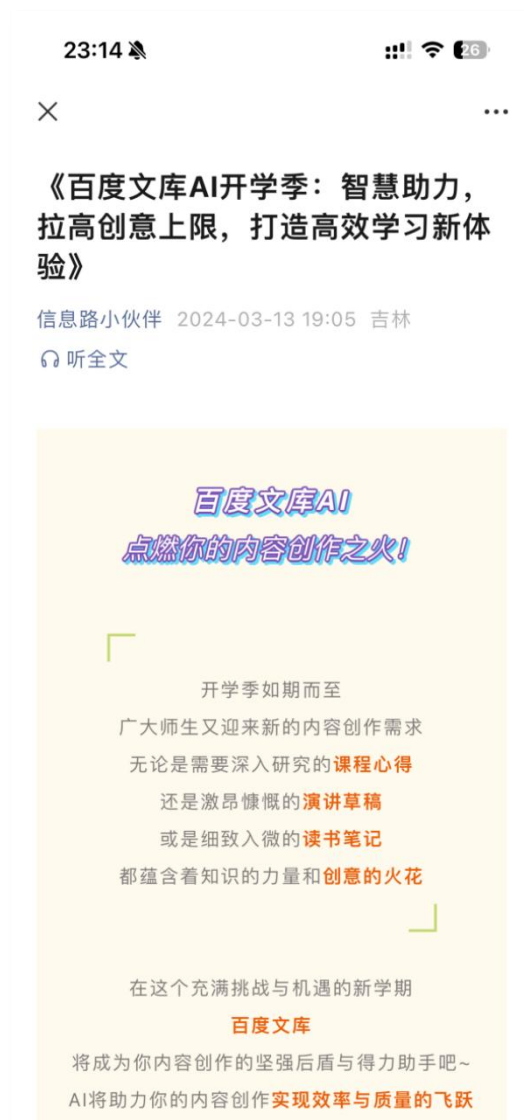 23:14
26
《百度文库AI开学季：智慧助力，
拉高创意上限，打造高效学习新体
验》
信息路小伙伴 2024-03-13 19:05 吉林
听全文
百度文库AI
点燃你的内容创作之火！
开学季如期而至
广大师生又迎来新的内容创作需求
无论是需要深入研究的课程心得
还是激昂慷慨的演讲草稿
或是细致入微的读书笔记
都蕴含着知识的力量和创意的火花
在这个充满挑战与机遇的新学期
百度文库
将成为你内容创作的坚强后盾与得力助手吧~
AI将助力你的内容创作实现效率与质量的飞跃